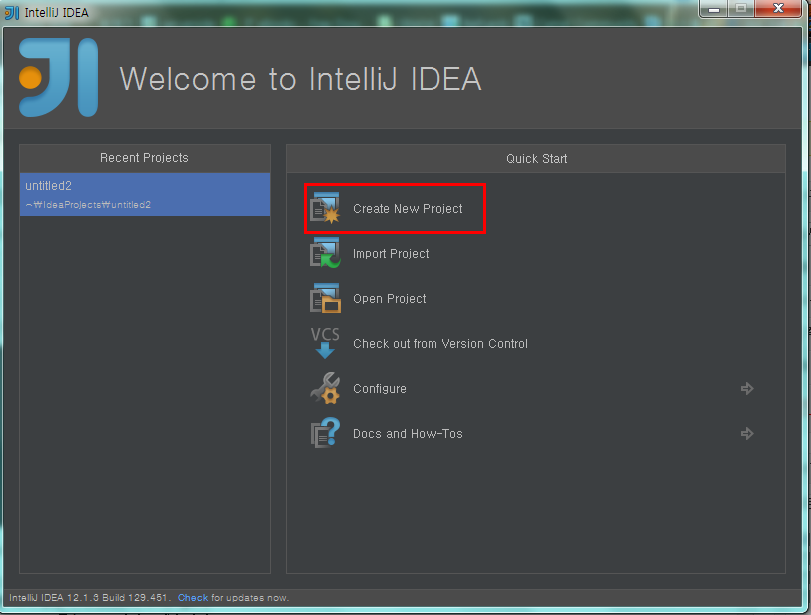 IntelliJ IDEA
Welcome to IntelliJ IDEA
Recent Projects
untitled2
~₩IdeaProjects₩untitled2
Quick Start
Create New Project
Import Project
Open Project
VCS
Check out from Version Control
Configure
Docs and How-Tos
IntelliJ IDEA 12.1.3 Build 129.451. Check for updates now.